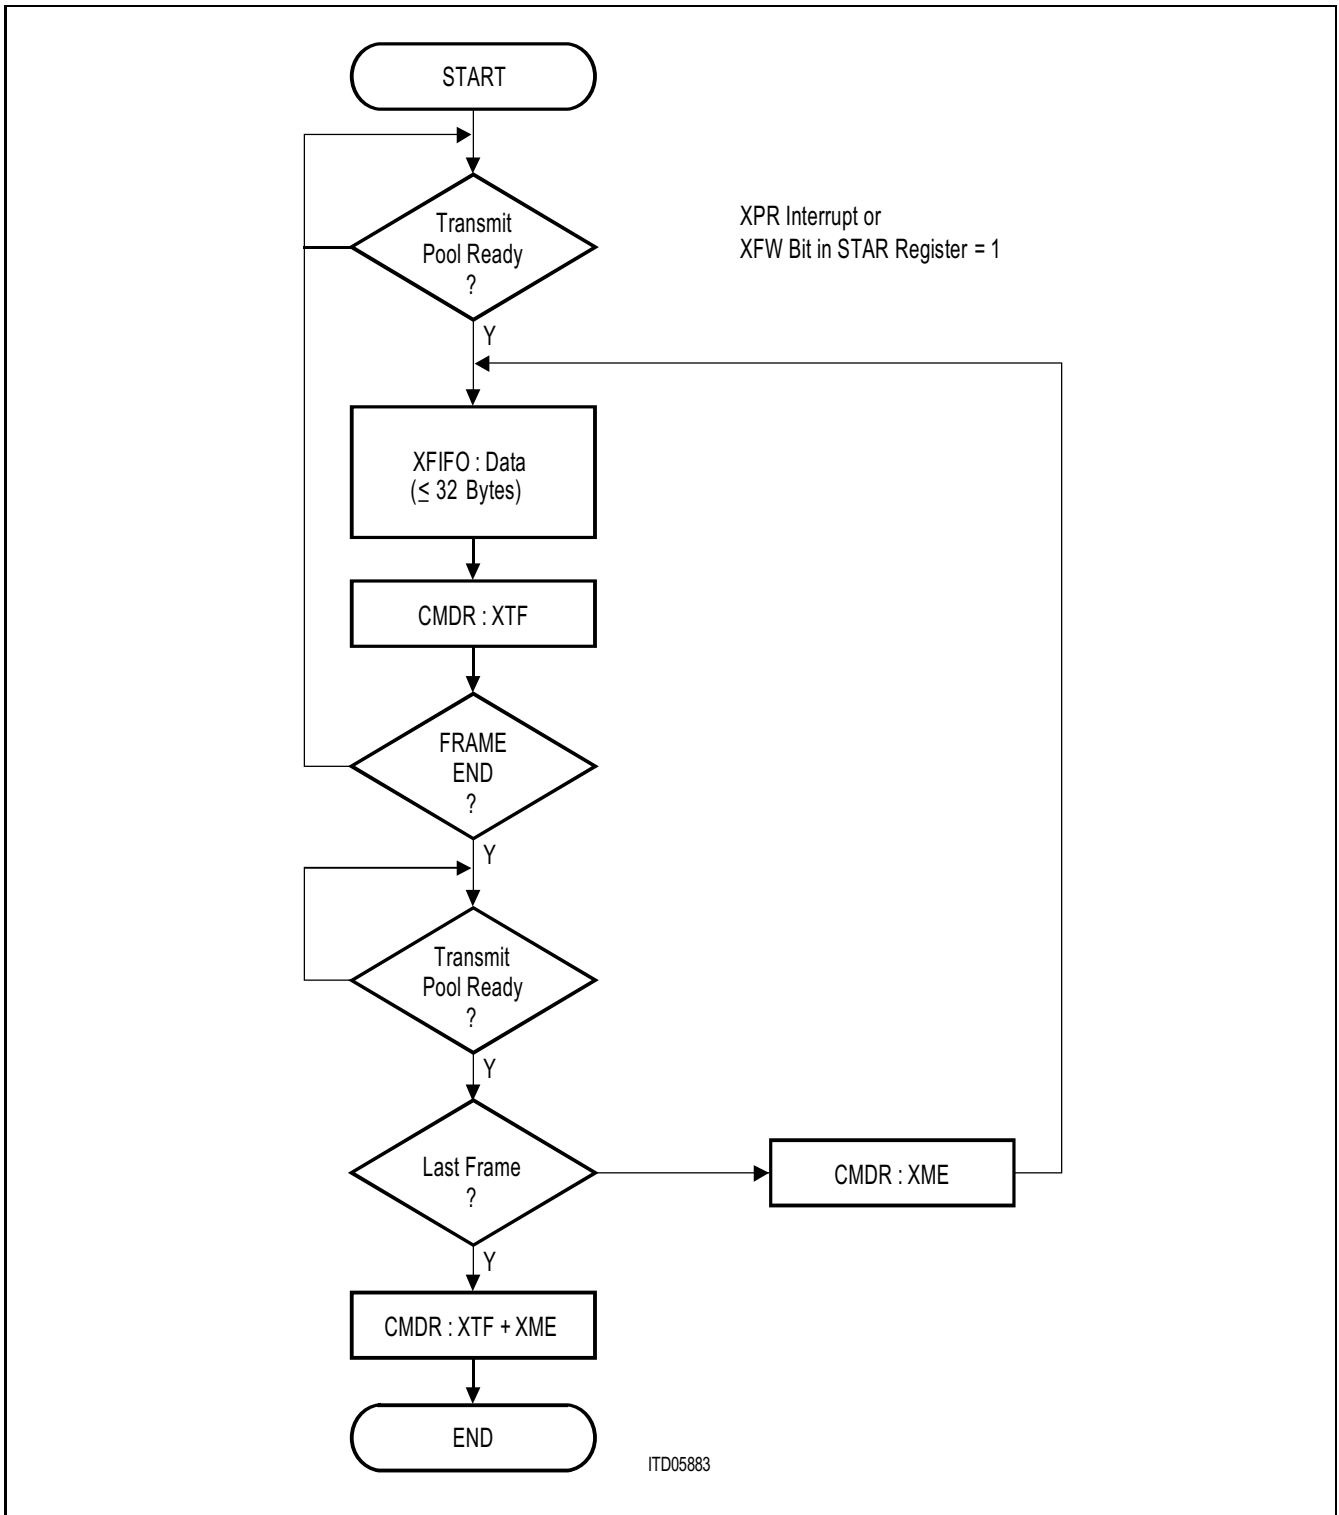 START
Transmit
Pool Ready
?
XPR Interrupt or
XFW Bit in STAR Register = 1
Y
XFIFO : Data
(≤ 32 Bytes)
CMDR : XTF
FRAME
END
?
Y
Transmit
Pool Ready
?
Y
Last Frame
?
CMDR : XME
Y
CMDR : XTF + XME
END
ITD05883